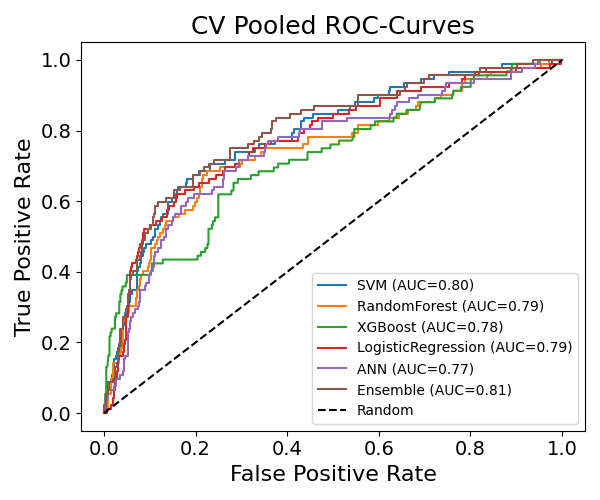 CV Pooled ROC-Curves
True Positive Rate
1.0
0.8
0.6
0.4
0.2
0.0
SVM (AUC=0.80)
RandomForest (AUC=0.79)
XGBoost (AUC=0.78)
LogisticRegression (AUC=0.79)
ANN (AUC=0.77)
Ensemble (AUC=0.81)
Random
0.0 0.2 0.4 0.6 0.8 1.0
False Positive Rate